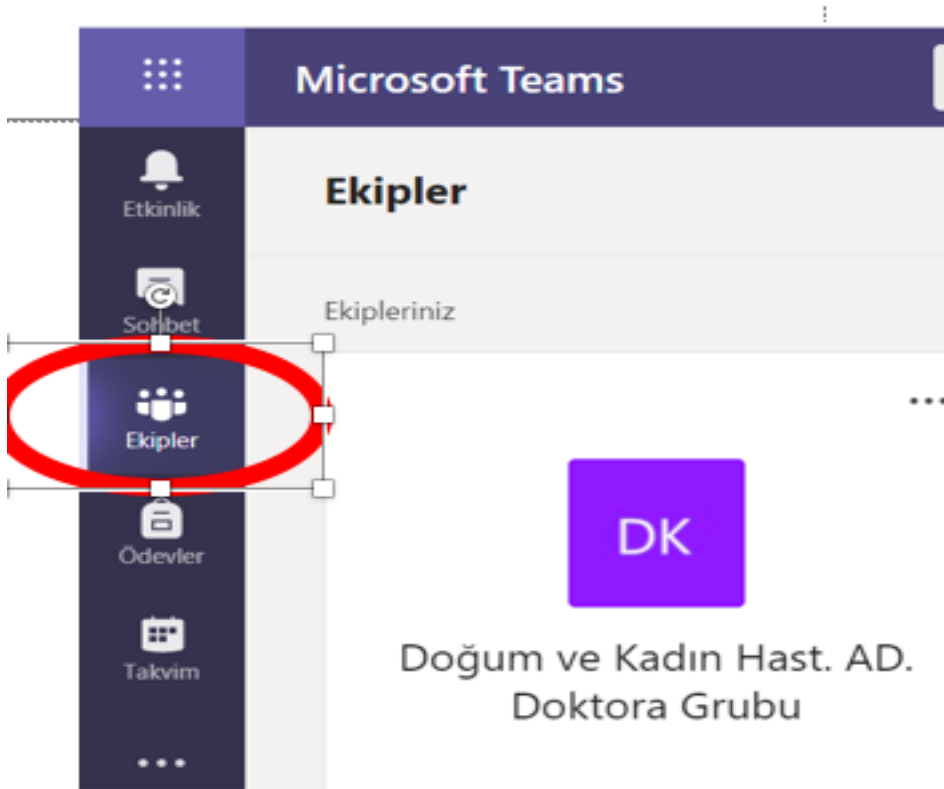 Microsoft Teams
Etkinlik
Ekipler
Sohbet
Ekipleriniz
Ekipler
DK
Ödevler
Doğum ve Kadın Hast. AD.
Doktora Grubu
Takvim